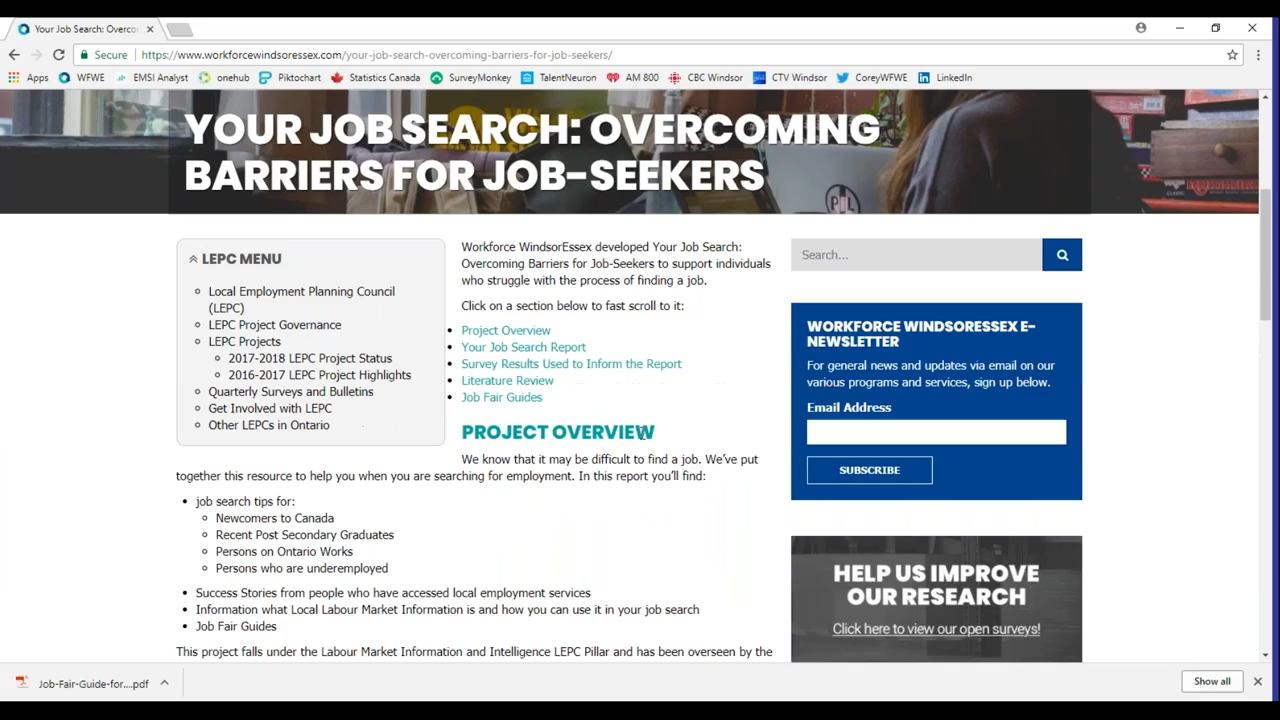 Your Job Search: Overco
Secure
https://www.workforcewindsoressex.com/your-job-search-overcoming-barriers-for-job-seekers/
Apps
WFWE
EMSI Analyst
onehub
Piktochart
Statistics Canada
SurveyMonkey
TalentNeuron
AM 800
CBC Windsor
CTV Windsor
CoreyWFWE
LinkedIn
YOUR JOB SEARCH: OVERCOMING
BARRIERS FOR JOB-SEEKERS
LEPC MENU
Local Employment Planning Council
(LEPC)
LEPC Project Governance
LEPC Projects
2017-2018 LEPC Project Status
2016-2017 LEPC Project Highlights
Quarterly Surveys and Bulletins
Get Involved with LEPC
Other LEPCs in Ontario
Workforce WindsorEssex developed Your Job Search:
Overcoming Barriers for Job-Seekers to support individuals
who struggle with the process of finding a job.
Click on a section below to fast scroll to it:
Project Overview
Your Job Search Report
Survey Results Used to Inform the Report
Literature Review
Job Fair Guides
PROJECT OVERVIEW
We know that it may be difficult to find a job. We've put
together this resource to help you when you are searching for employment. In this report you'll find:
job search tips for:
Newcomers to Canada
Recent Post Secondary Graduates
Persons on Ontario Works
Persons who are underemployed
Success Stories from people who have accessed local employment services
Information what Local Labour Market Information is and how you can use it in your job search
Job Fair Guides
This project falls under the Labour Market Information and Intelligence LEPC Pillar and has been overseen by the
Search...
WORKFORCE WINDSORESSEX E-
NEWSLETTER
For general news and updates via email on our
various programs and services, sign up below.
Email Address
SUBSCRIBE
HELP US IMPROVE
OUR RESEARCH
Click here to view our open surveys!
Job-Fair-Guide-for....pdf
Show all